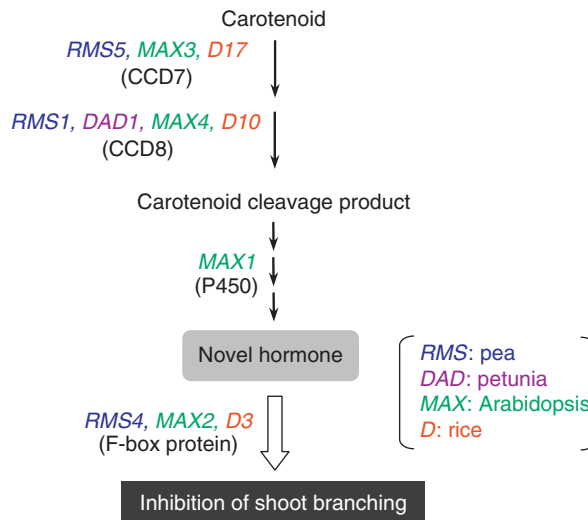 Carotenoid
RMS5, MAX3, D17
(CCD7)
RMS1, DAD1, MAX4, D10
(CCD8)
Carotenoid cleavage product
MAX1
(P450)
Novel hormone
RMS: pea
DAD: petunia
MAX: Arabidopsis
D: rice
RMS4, MAX2, D3
(F-box protein)
Inhibition of shoot branching